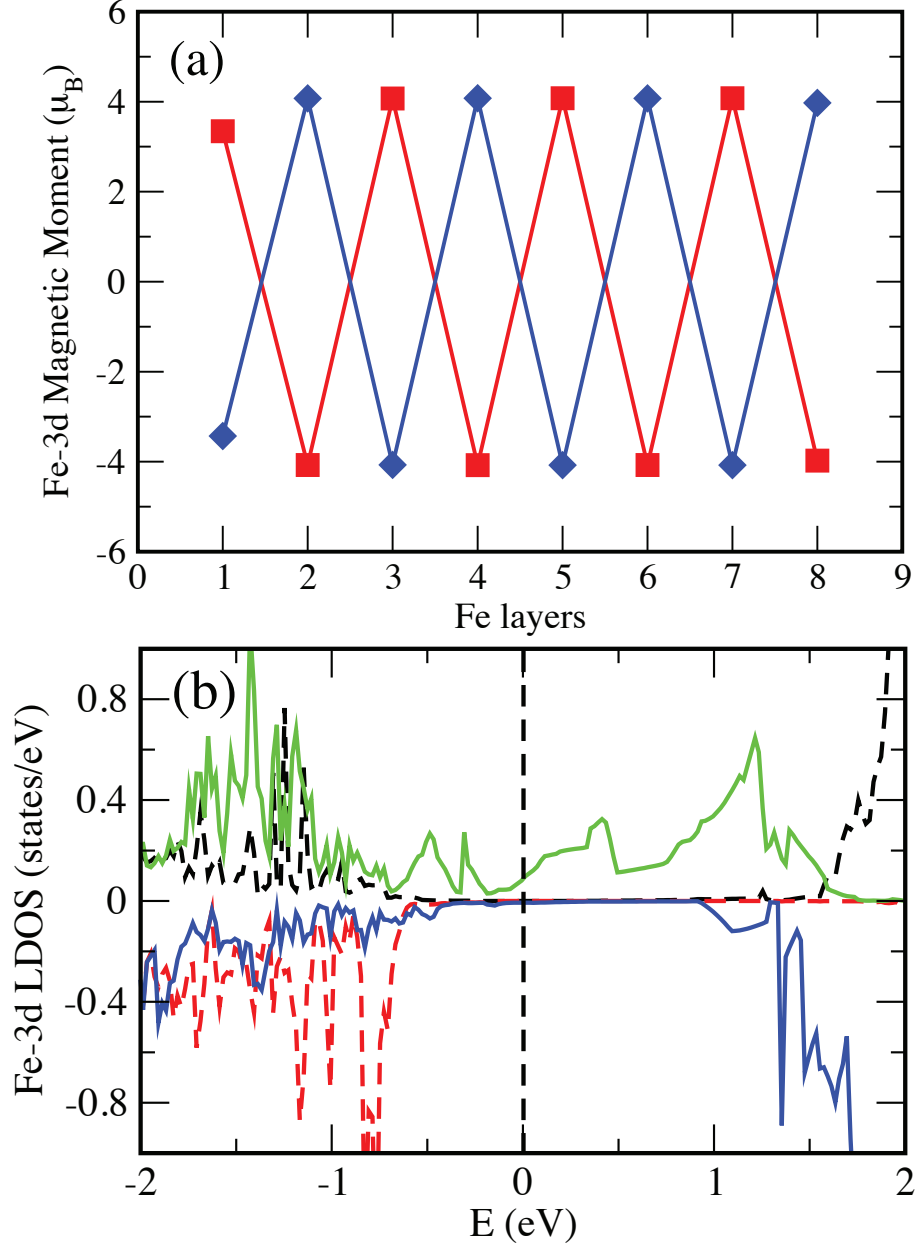 6
(a)
4
2
0
-2
-4
-6
Fe-3d Magnetic Moment (μB)
0 1 2 3 4 5 6 7 8 9
Fe layers
(b)
0.8
0.4
0
-0.4
-0.8
Fe-3d LDOS (states/eV)
-2 -1 0 1 2
E (eV)